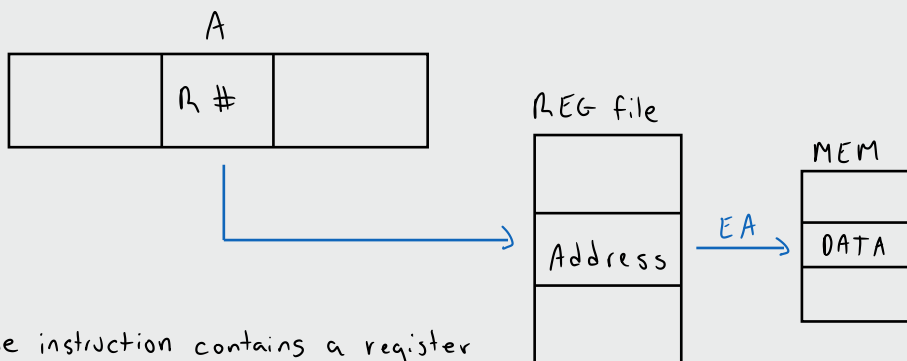 A
R #
REG file
MEM
EA
Address
DATA
instruction contains a register